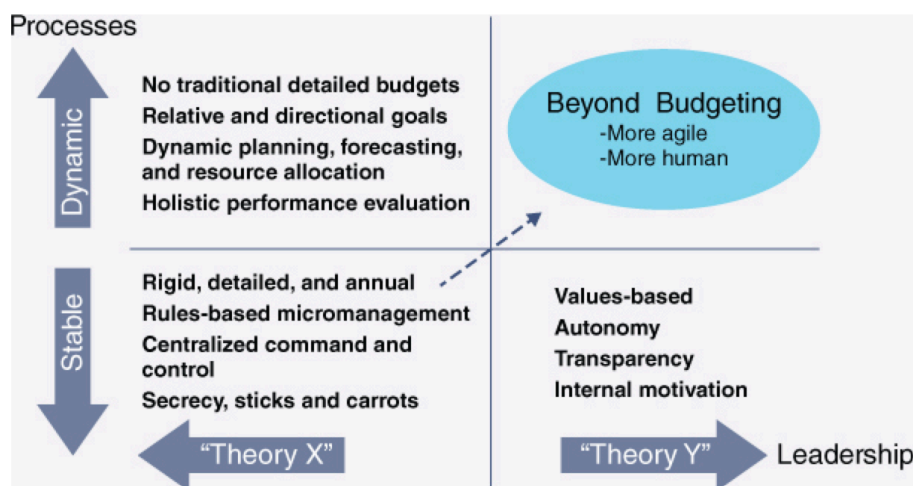 Processes
Dynamic
No traditional detailed budgets
Relative and directional goals
Dynamic planning, forecasting,
and resource allocation
Holistic performance evaluation
Beyond Budgeting
-More agile
-More human
Stable
Rigid, detailed, and annual
Rules-based micromanagement
Centralized command and
control
Secrecy, sticks and carrots
Values-based
Autonomy
Transparency
Internal motivation
“Theory X”
“Theory Y”
Leadership